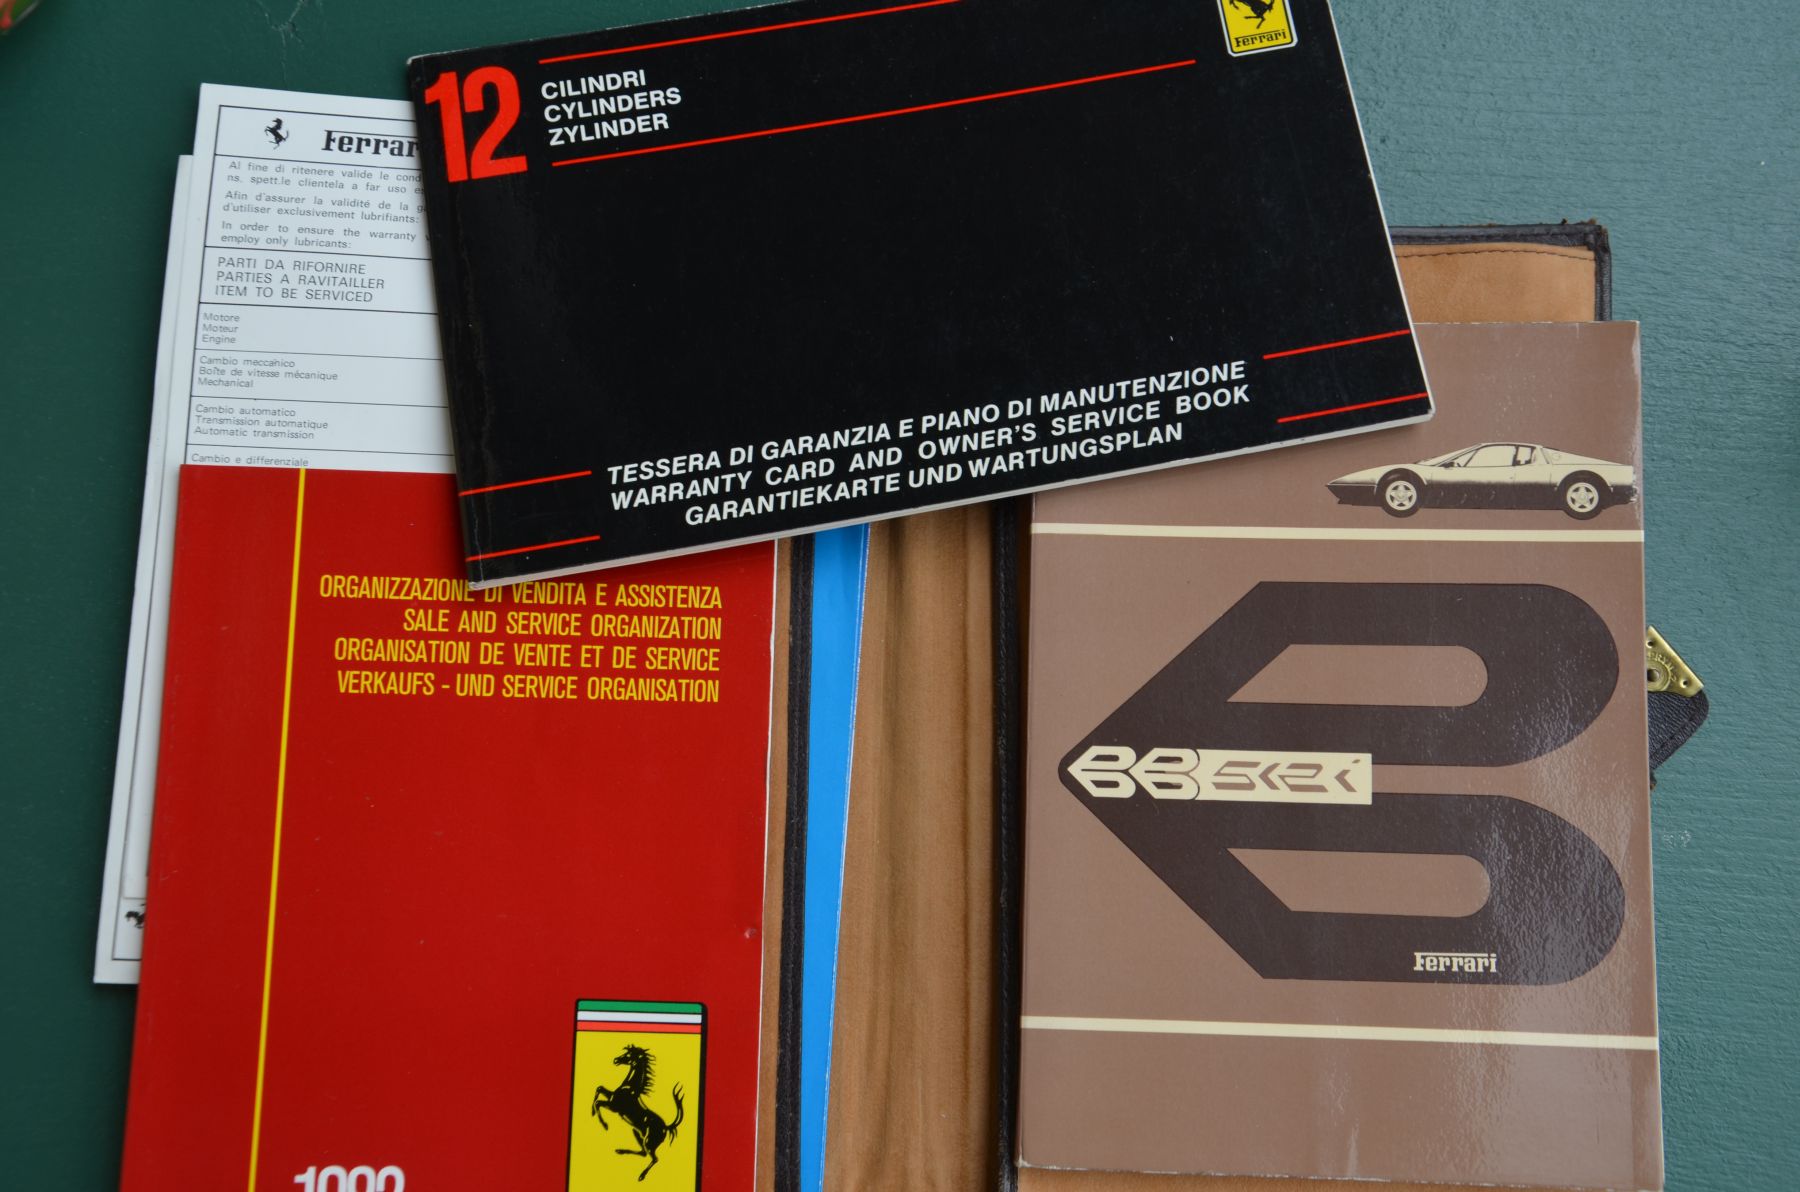 12
CILINDRI
CYLINDERS
ZYLINDER
Ferrari
TESSERA DI GARANZIA E PIANO DI MANUTENZIONE
WARRANTY CARD AND OWNER'S SERVICE BOOK
GARANTIEKARTE UND WARTUNGSPLAN
Al fine di ritenere valide le
ns. spett.le clientela a far uso
Afin d'assurer la validité de la
d'utiliser exclusivement lubrifiants:
In order to ensure the warranty
employ only lubricants:
PARTI DA RIFORNIRE
PARTIES A RAVITAILLER
ITEM TO BE SERVICED
Motore
Moteur
Engine
Cambio meccanico
Boîte de vitesse mécanique
Mechanical
Cambio automatico
Transmission automatique
Automatic transmission
Cambio e differenziale
ORGANIZZAZIONE DI VENDITA E ASSISTENZA
SALE AND SERVICE ORGANIZATION
ORGANISATION DE VENTE ET DE SERVICE
VERKAUFS - UND SERVICE ORGANISATION
BB 512i
Ferrari